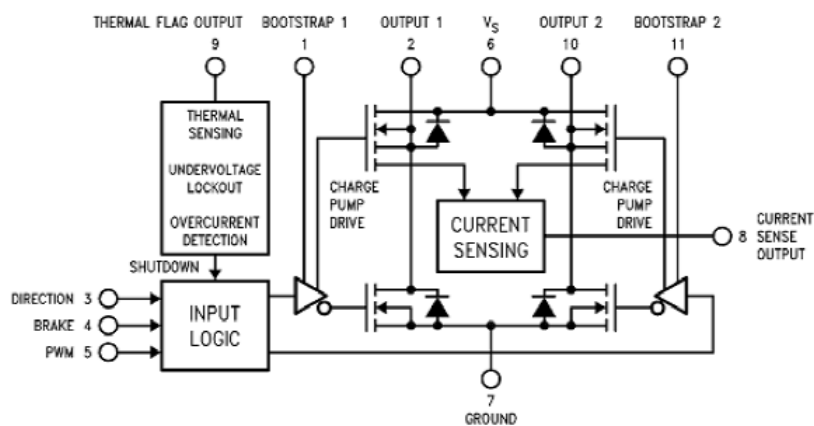 THERMAL FLAG OUTPUT
9
BOOTSTRAP 1
1
OUTPUT 1
2
VS
6
OUTPUT 2
10
BOOTSTRAP 2
11
THERMAL
SENSING
UNDERVOLTAGE
LOCKOUT
OVERCURRENT
DETECTION
SHUTDOWN
CHARGE
PUMP
DRIVE
CURRENT
SENSING
CHARGE
PUMP
DRIVE
8 CURRENT
SENSE
OUTPUT
DIRECTION 3
BRAKE 4
PWM 5
INPUT
LOGIC
7
GROUND